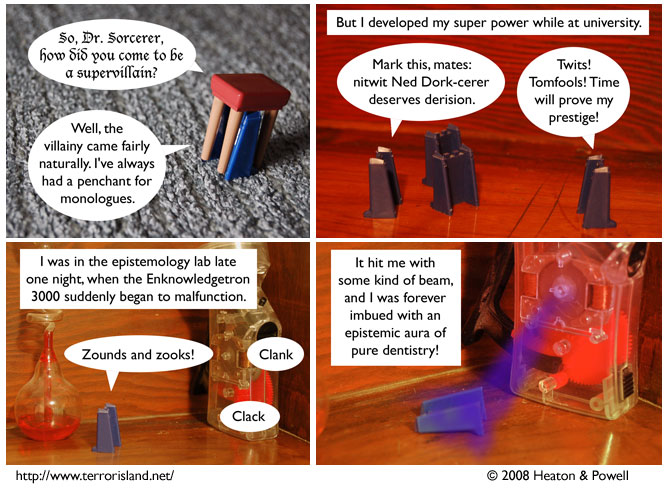 So, Dr. Sorcerer,
how did you come to be
a supervillain?
Well, the
villainy came fairly
naturally. I've always
had a penchant for
monologues.
But I developed my super power while at university.
Mark this, mates:
nitwit Ned Dork-cerer
deserves derision.
Twits!
Tomfools! Time
will prove my
prestige!
I was in the epistemology lab late
one night, when the Enknowledgetron
3000 suddenly began to malfunction.
Zounds and zooks!
Clank
Clack
It hit me with
some kind of beam,
and I was forever
imbued with an
epistemic aura of
pure dentistry!
http://www.terrorisland.net/
© 2008 Heaton & Powell